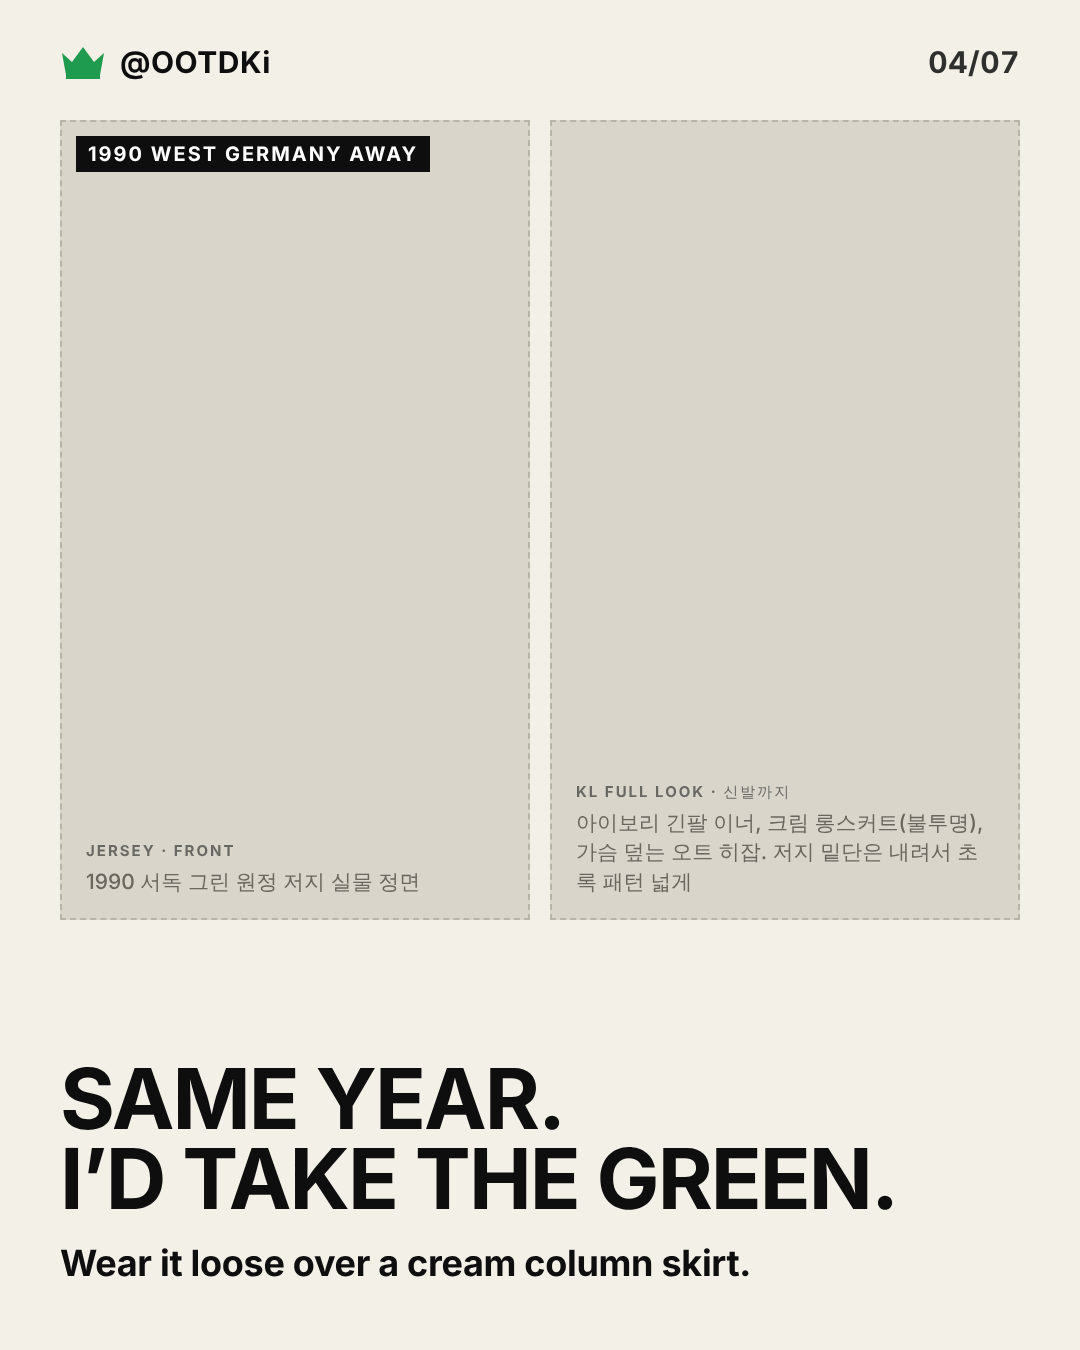 @OOTDKi
04/07
1990 WEST GERMANY AWAY
JERSEY · FRONT
1990 서독 그린 원정 저지 실물 정면
KL FULL LOOK · 신발까지
아이보리 긴팔 이너, 크림 롱스커트(불투명),
가슴 덮는 오트 히잡. 저지 밑단은 내려서 초
록 패턴 넓게
SAME YEAR.
I’D TAKE THE GREEN.
Wear it loose over a cream column skirt.